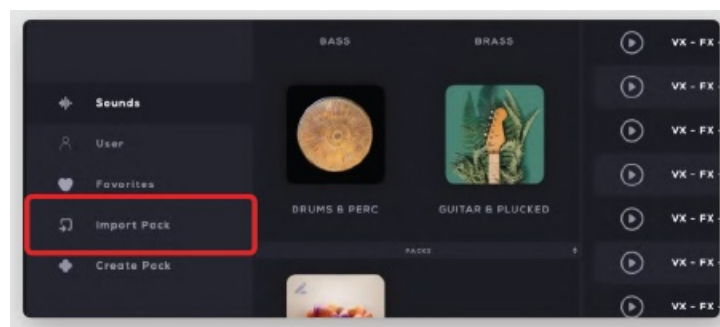 Sounds
User
Favorites
Import Pack
Create Pack
BASS
BRASS
DRUMS & PERC
GUITAR & PLUCKED
PACKS
VX - FX -
VX - FX -
VX - FX -
VX - FX -
VX - FX -
VX - FX -
VX - FX -